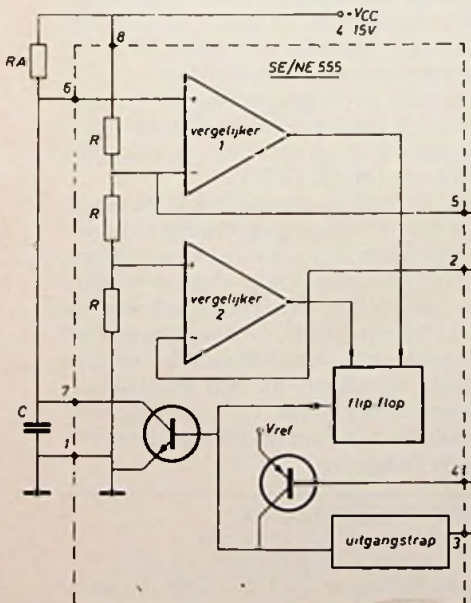 -VCC
4 15V
8
SE/NE 555
RA
6
R
+
vergelijker
1
-
5
R
2
+
vergelijker
2
-
R
7
flip flop
C
Vref
1
4
3
uitgangstrap